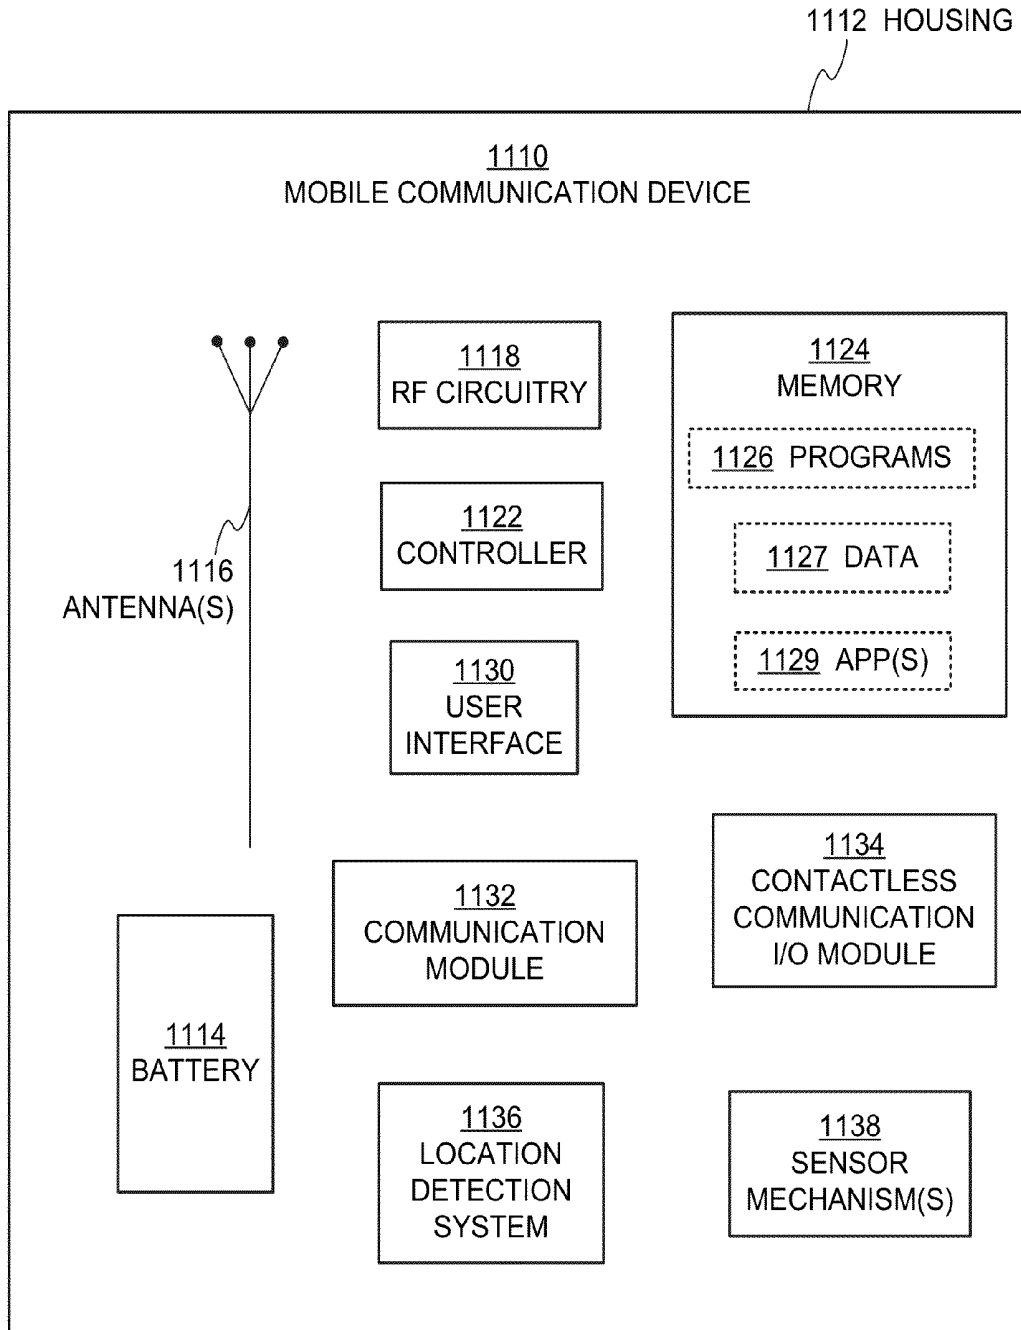 1112 HOUSING
1110
MOBILE COMMUNICATION DEVICE
1118
RF CIRCUITRY
1124
MEMORY
1126 PROGRAMS
1127 DATA
1129 APP(S)
1122
CONTROLLER
1116
ANTENNA(S)
1130
USER
INTERFACE
1132
COMMUNICATION
MODULE
1134
CONTACTLESS
COMMUNICATION
I/O MODULE
1114
BATTERY
1136
LOCATION
DETECTION
SYSTEM
1138
SENSOR
MECHANISM(S)